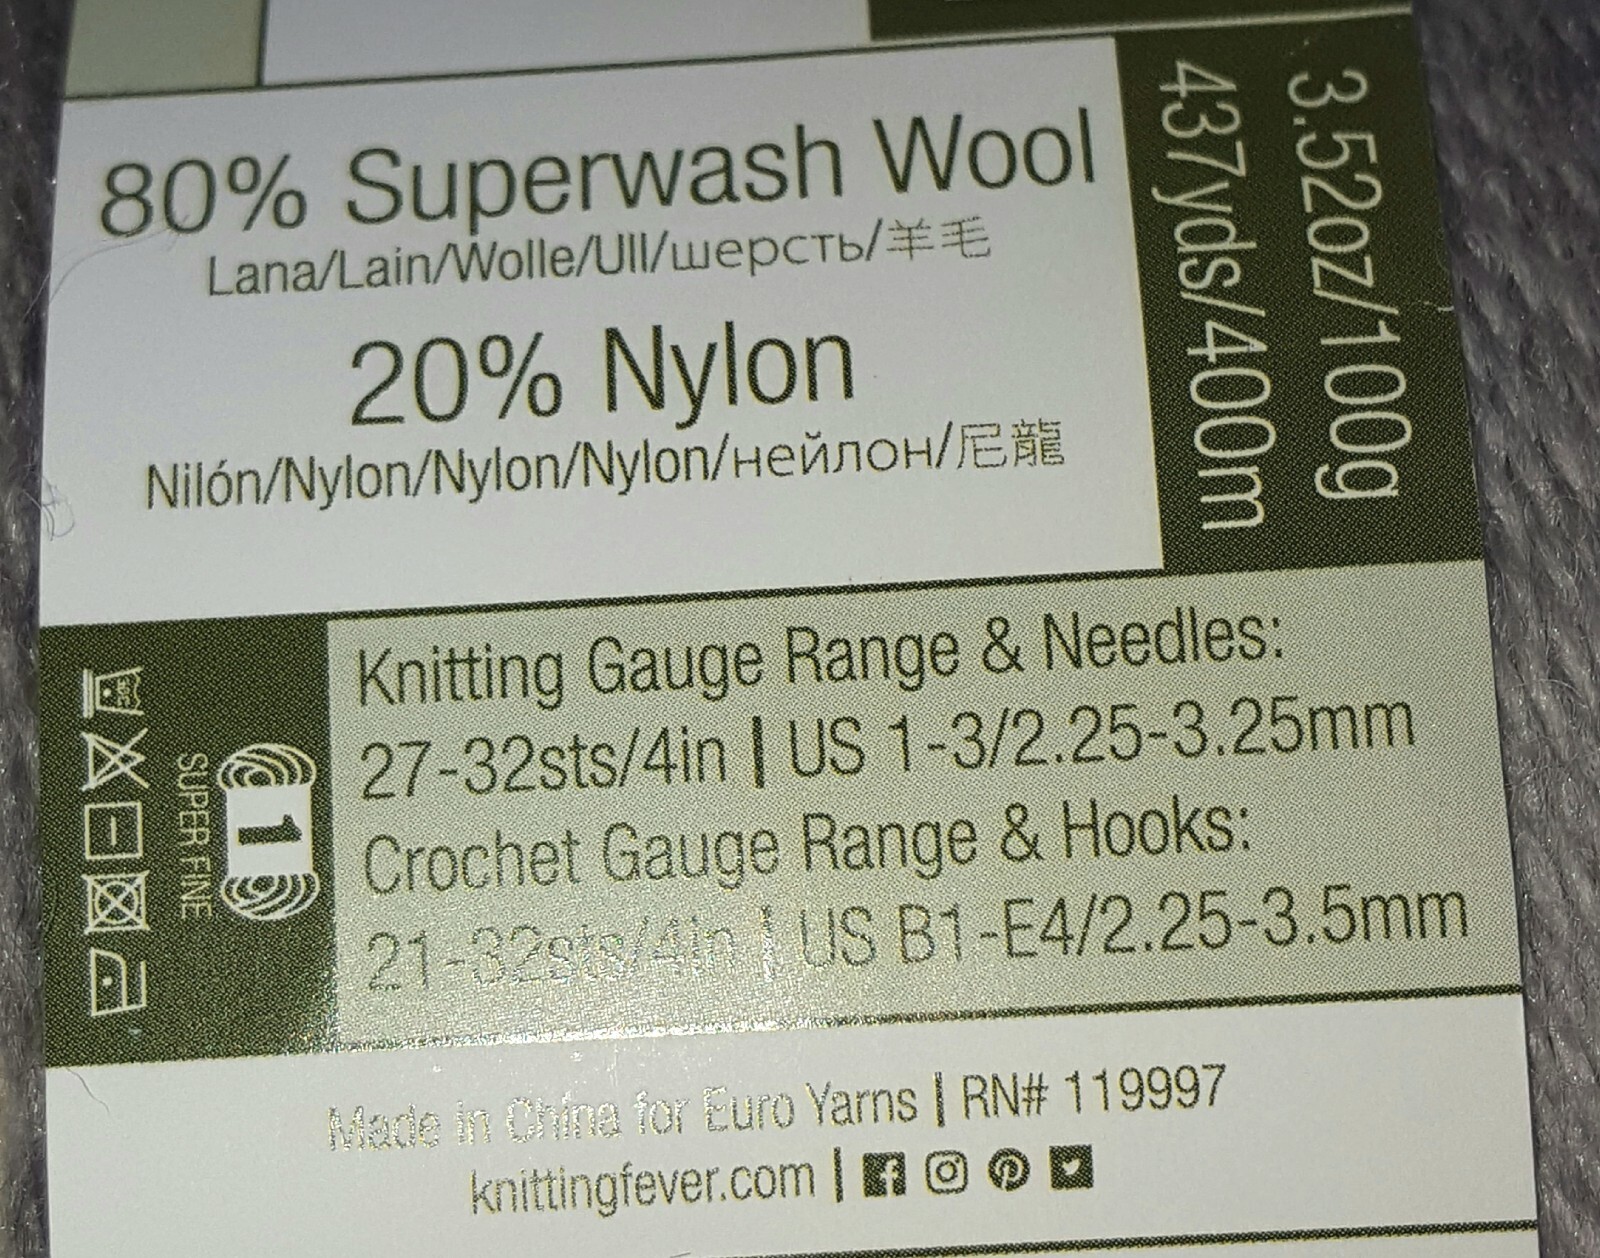 80% Superwash Wool
Lana/Lain/Wolle/Ull/шерсть/羊毛
20% Nylon
Nilón/Nylon/Nylon/Nylon/нейлон/尼龍
3.52oz/100g
437yds/400m
1
SUPER FINE
Knitting Gauge Range & Needles:
27-32sts/4in | US 1-3/2.25-3.25mm
Crochet Gauge Range & Hooks:
21-32sts/4in | US B1-E4/2.25-3.5mm
Made in China for Euro Yarns | RN# 119997
knittingfever.com |